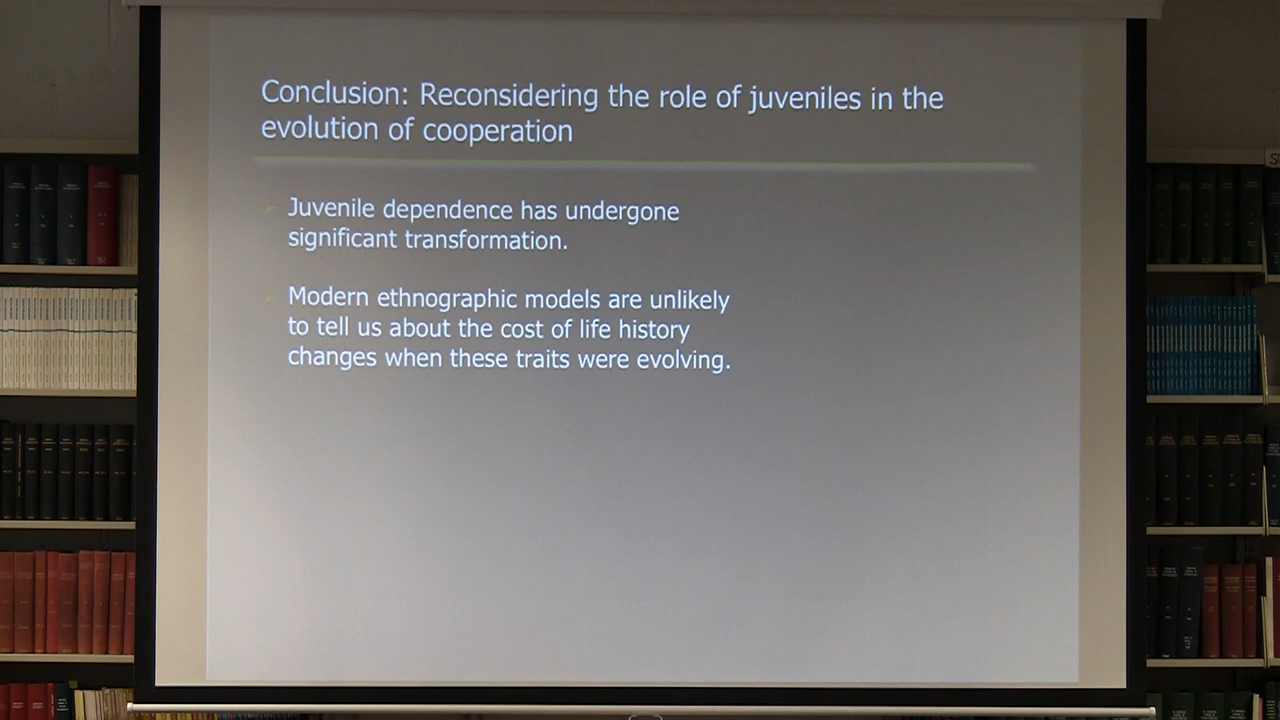 Conclusion: Reconsidering the role of juveniles in the
evolution of cooperation
Juvenile dependence has undergone
significant transformation.
Modern ethnographic models are unlikely
to tell us about the cost of life history
changes when these traits were evolving.